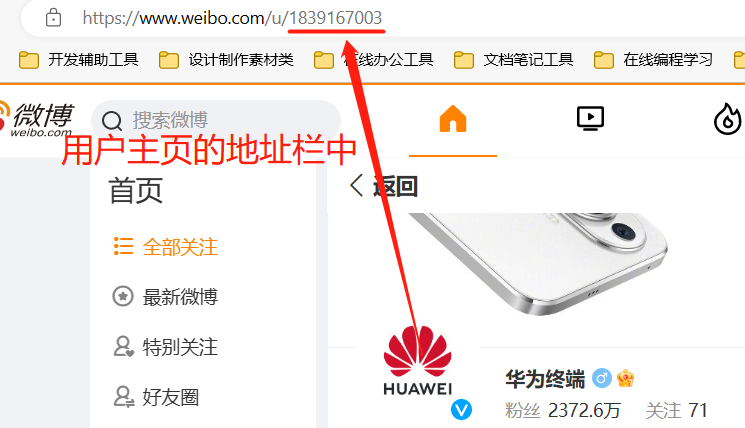 https://www.weibo.com/u/1839167003
开发辅助工具 设计制作素材类 在线办公工具 文档笔记工具 在线编程学习
微博
weibo.com
搜索微博
用户主页的地址栏中
首页
返回
全部关注
最新微博
特别关注
HUAWEI
华为终端
好友圈
粉丝 2372.6万 关注 71